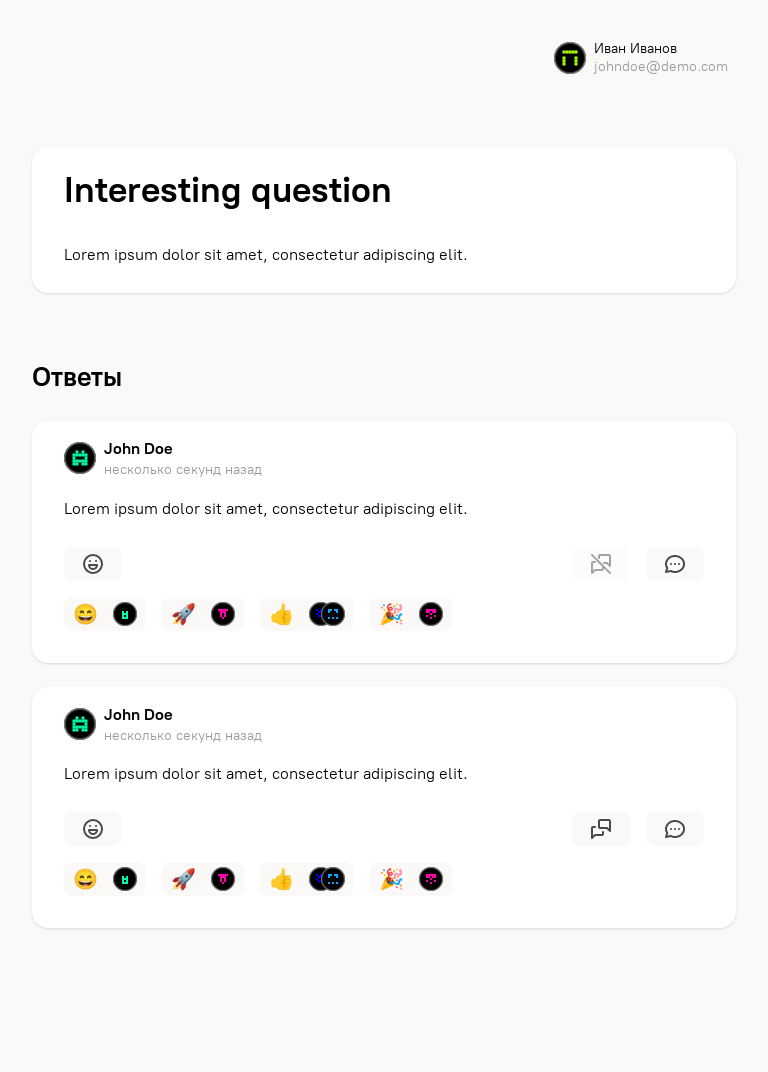 Иван Иванов
johndoe@demo.com
Interesting question
Lorem ipsum dolor sit amet, consectetur adipiscing elit.
Ответы
John Doe
несколько секунд назад
Lorem ipsum dolor sit amet, consectetur adipiscing elit.
John Doe
несколько секунд назад
Lorem ipsum dolor sit amet, consectetur adipiscing elit.